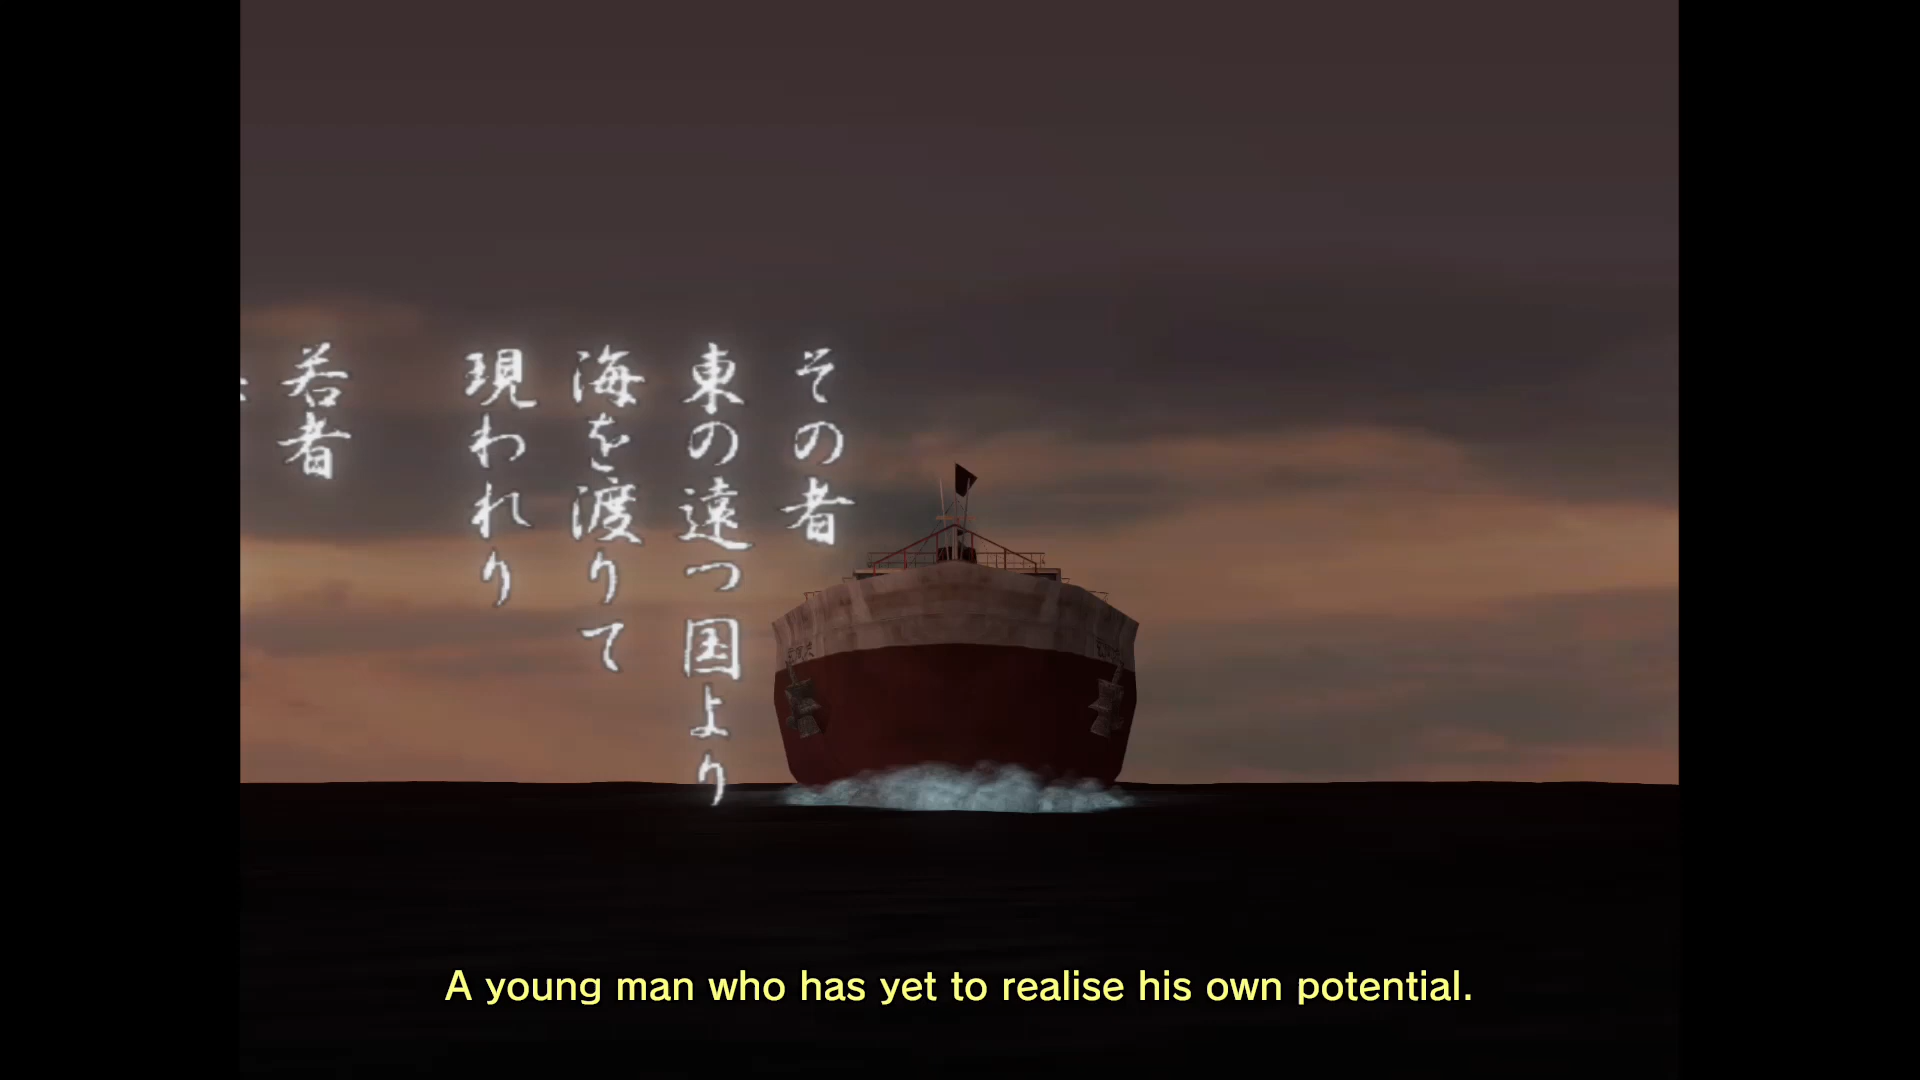 その者
東の遠つ国より
海を渡りて
現われり
若者
A young man who has yet to realise his own potential.